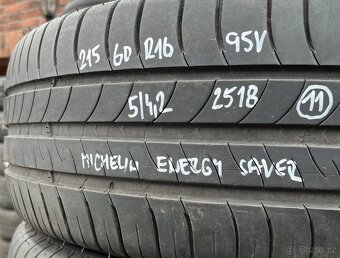 215 60 R16 95V
5/4,2 2518 11
MICHELIN ENERGY SAVER